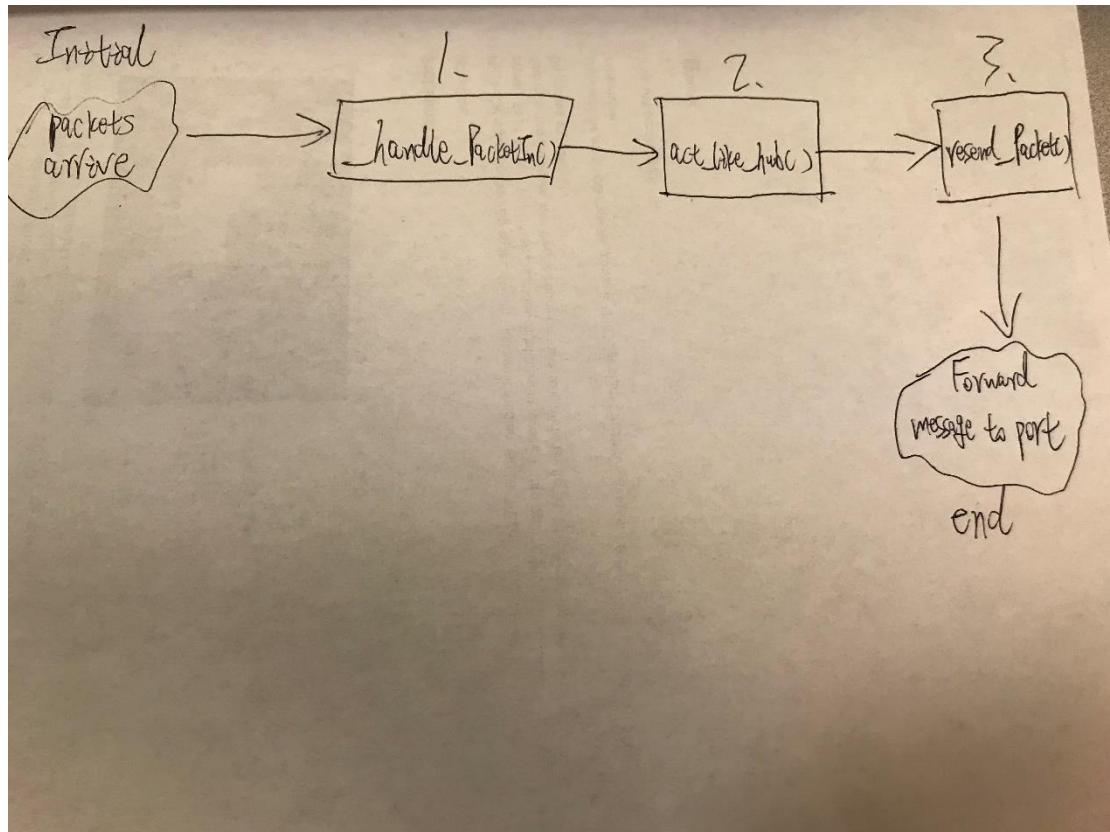 Initial
packets
arrive
1.
_handle_PacketIn()
2.
act_like_hub()
3.
resend_Packet()
Forward
message to port
end